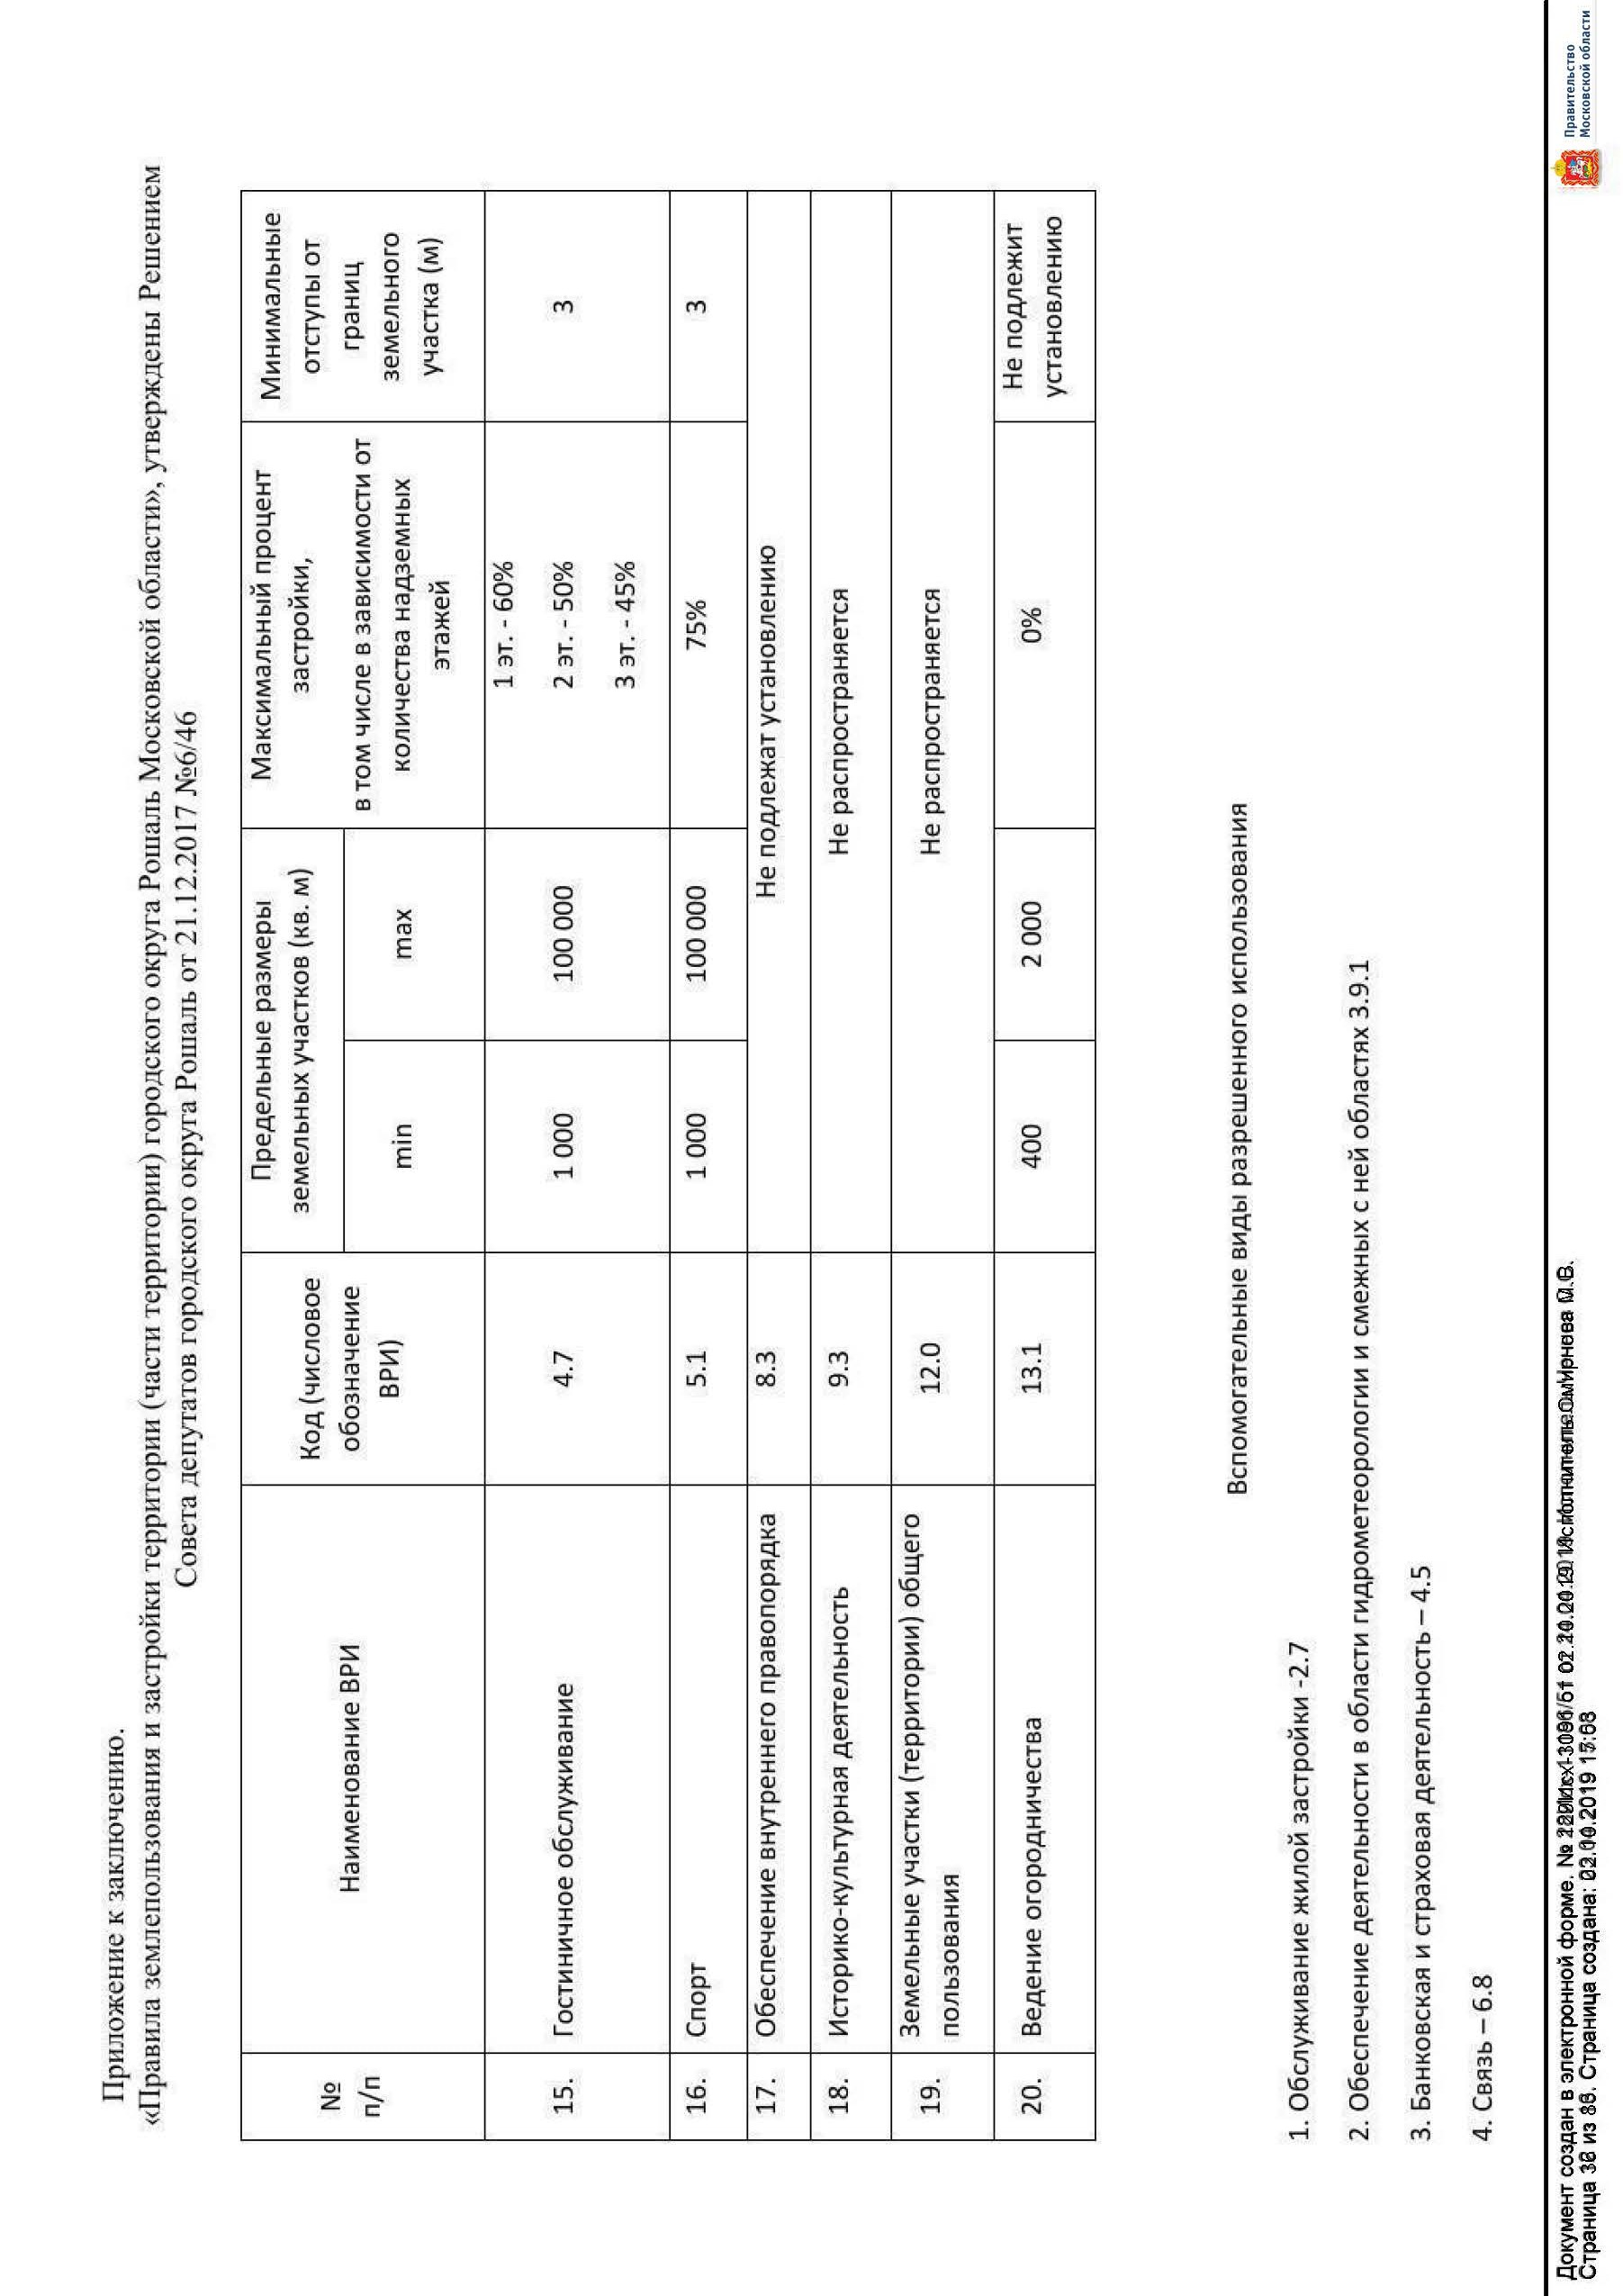 Приложение к заключению.
«Правила землепользования и застройки территории (части территории) городского округа Рошаль Московской области», утверждены Решением
Совета депутатов городского округа Рошаль от 21.12.2017 №6/46
№
п/п
Наименование ВРИ
Код (числовое
обозначение
ВРИ)
Предельные размеры
земельных участков (кв. м)
min
max
Максимальный процент
застройки,
в том числе в зависимости от
количества надземных
этажей
Минимальные
отступы от
границ
земельного
участка (м)
15. Гостиничное обслуживание 4.7 1 000 100 000
1 эт. - 60%
2 эт. - 50%
3 эт. - 45%
3
16. Спорт 5.1 1 000 100 000 75% 3
17. Обеспечение внутреннего правопорядка 8.3 Не подлежат установлению
18. Историко-культурная деятельность 9.3 Не распространяется
19. Земельные участки (территории) общего
пользования
12.0 Не распространяется
20. Ведение огородничества 13.1 400 2 000 0%
Не подлежит
установлению
Вспомогательные виды разрешенного использования
1. Обслуживание жилой застройки -2.7
2. Обеспечение деятельности в области гидрометеорологии и смежных с ней областях 3.9.1
3. Банковская и страховая деятельность – 4.5
4. Связь – 6.8
Документ создан в электронной форме. №
Страница из Страница создана:
Правительство
Московской области